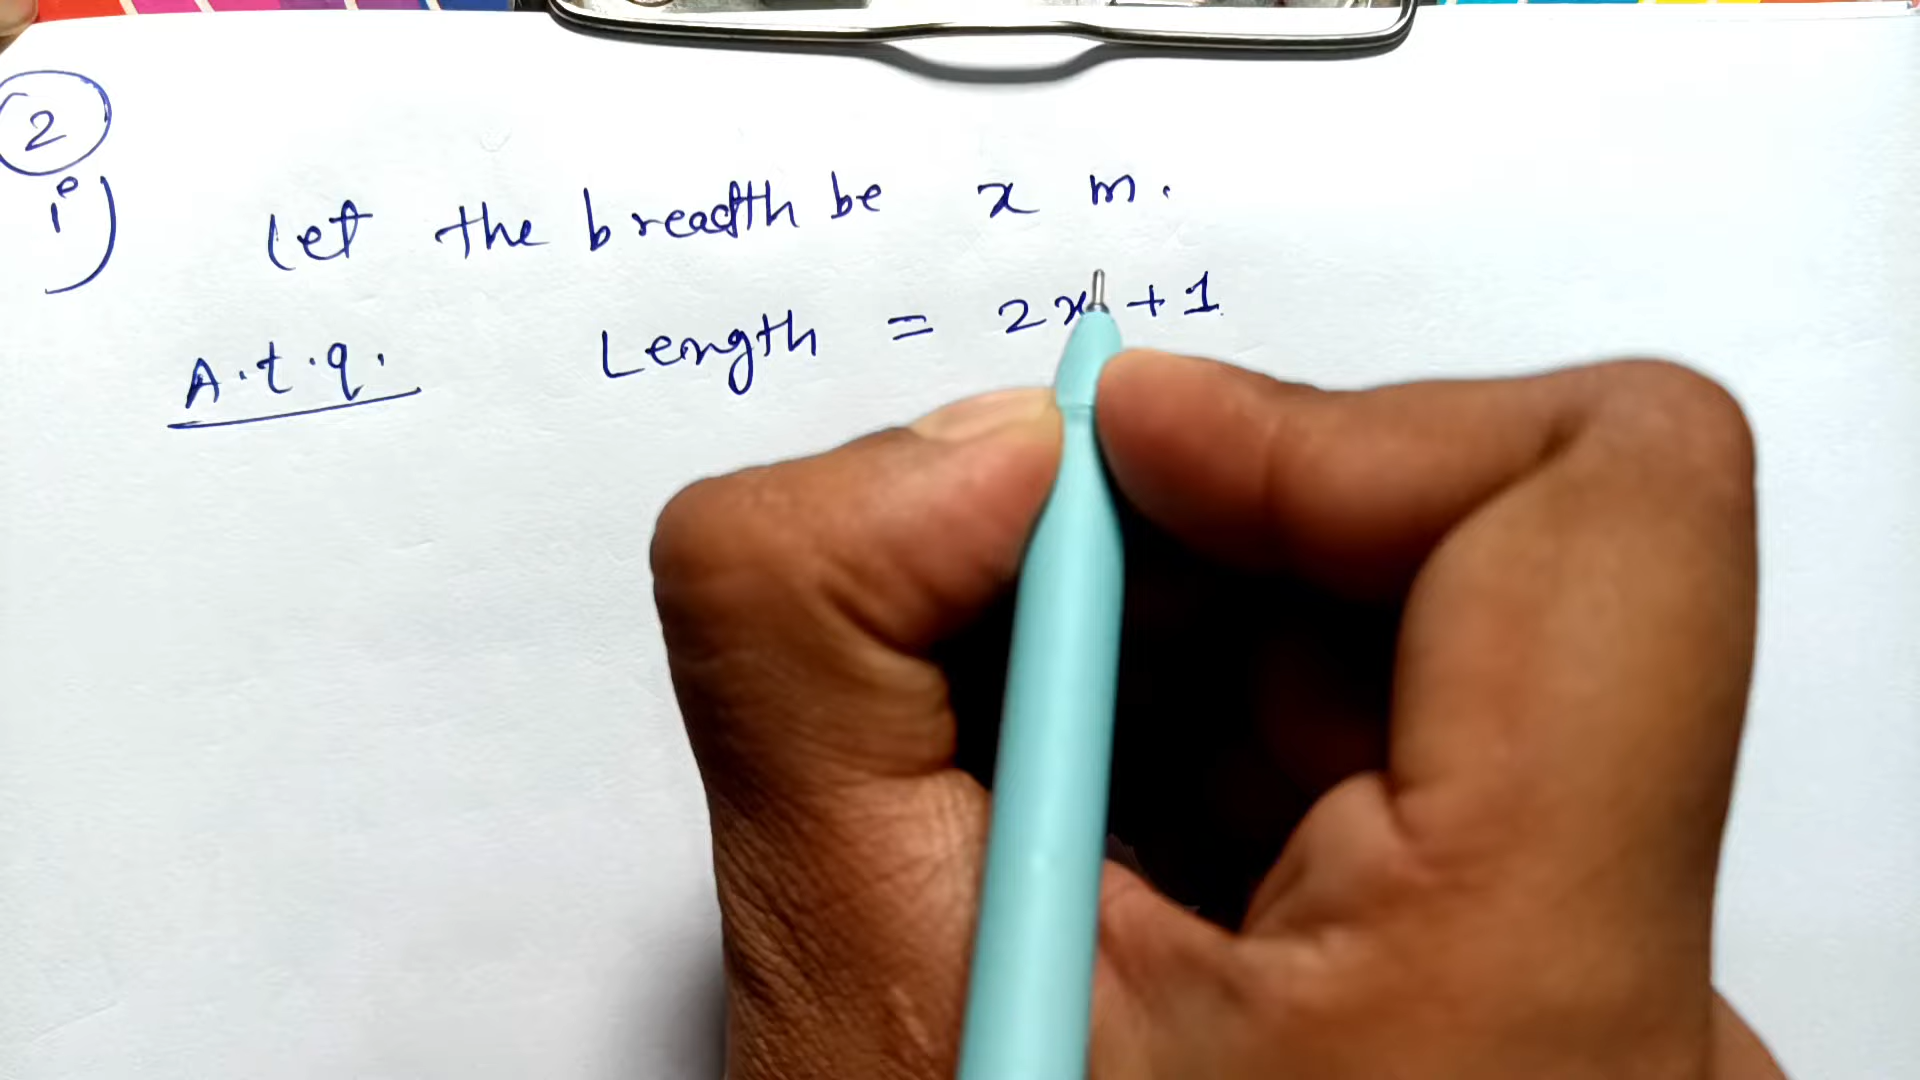 2
i) Let the breadth be x m.
A.t.q. Length = 2x + 1